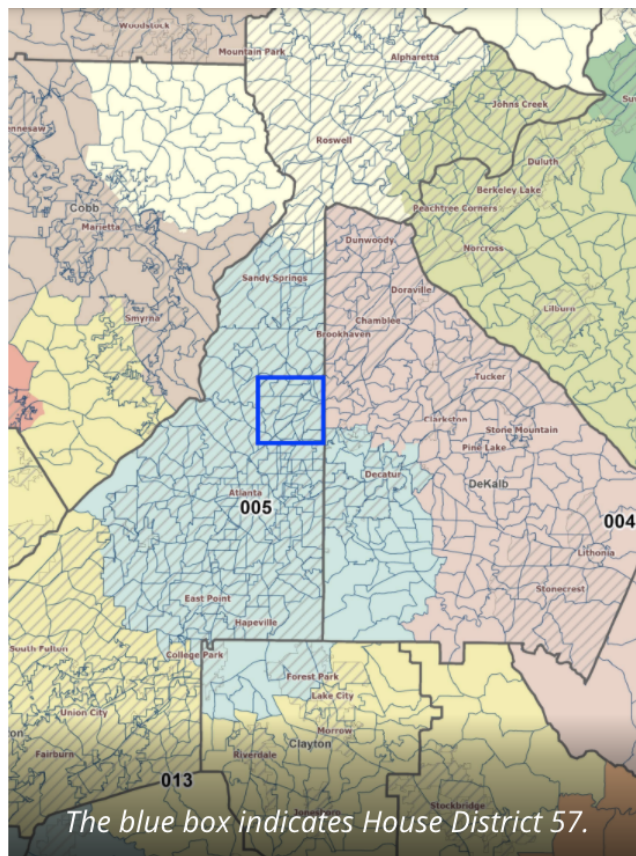 Woodstock
Mountain Park
Alpharetta
Johns Creek
nnesaw
Roswell
Duluth
Berkeley Lake
Cobb
Peachtree Corners
Marietta
Dunwoody
Norcross
Sandy Springs
Doraville
Lilburn
Smyrna
Chamblee
Brookhaven
Tucker
Clarkston
Stone Mountain
Pine Lake
Decatur
DeKalb
Atlanta
005
004
Lithonia
Stonecrest
East Point
Hapeville
South Fulton
College Park
Forest Park
Lake City
Union City
Morrow
Clayton
Riverdale
Fairburn
013
Stockbridge
Jonesboro
The blue box indicates House District 57.